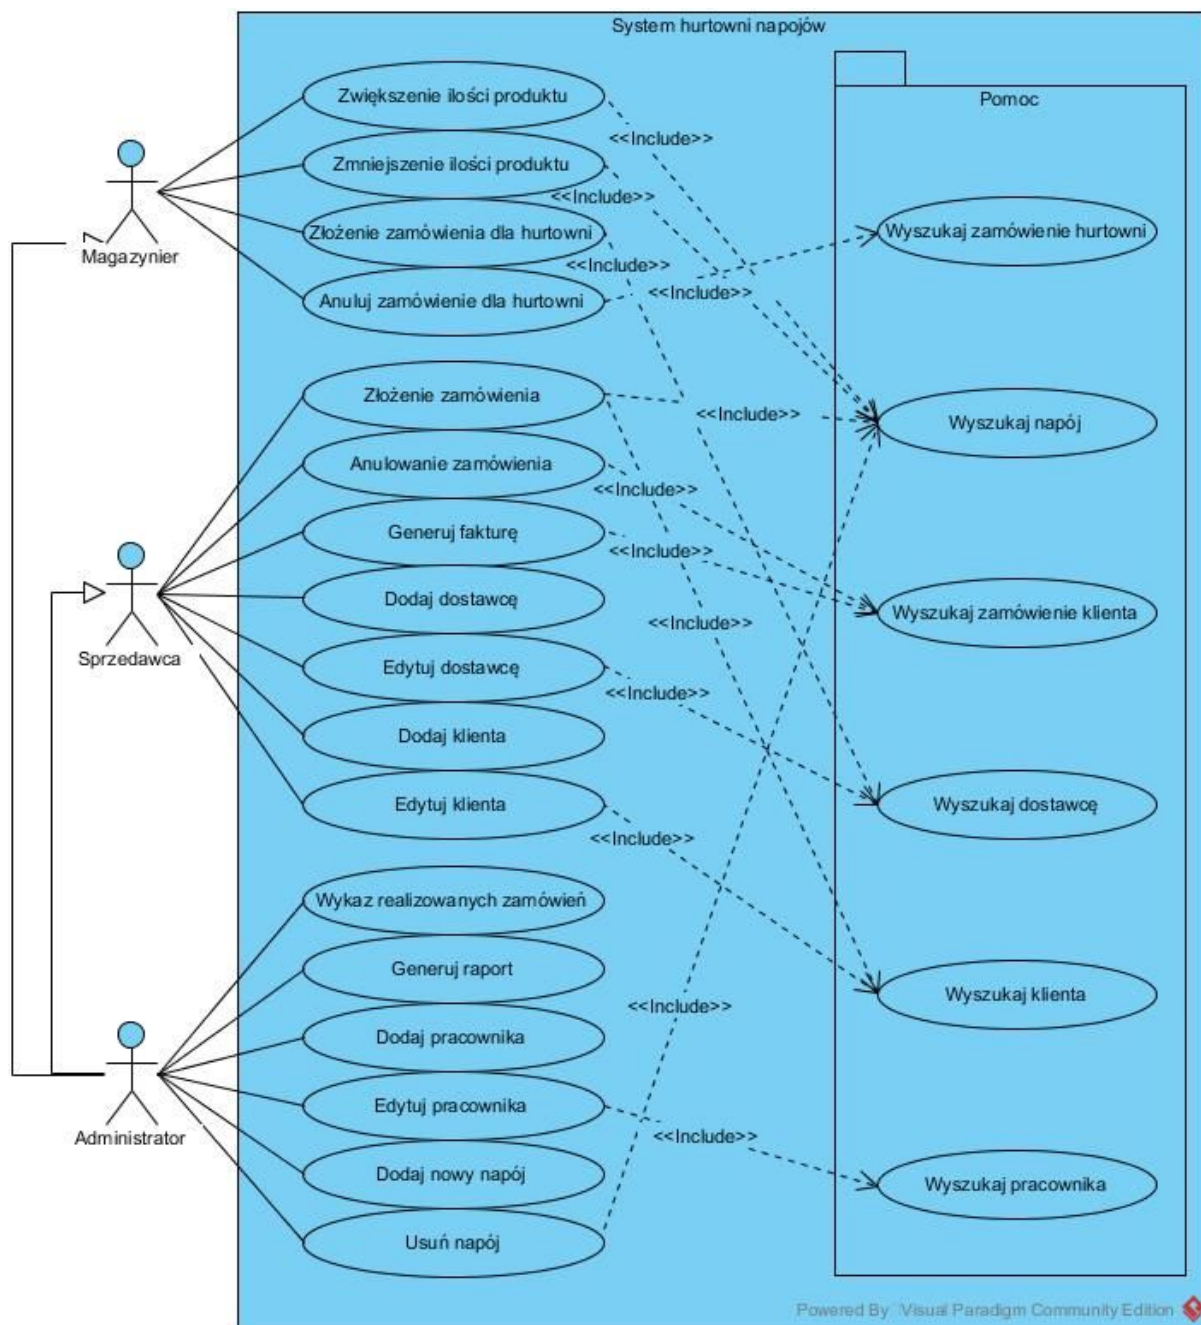 System hurtowni napojów
Pomoc
Zwiększenie ilości produktu
<<Include>>
Zmniejszenie ilości produktu
<<Include>>
Złożenie zamówienia dla hurtowni
Wyszukaj zamówienie hurtowni
Magazynier
<<Include>>
Anuluj zamówienie dla hurtowni
<<Include>>
Złożenie zamówienia
<<Include>>
Wyszukaj napój
Anulowanie zamówienia
<<Include>>
Generuj fakturę
<<Include>>
Dodaj dostawcę
Wyszukaj zamówienie klienta
<<Include>>
Sprzedawca
Edytuj dostawcę
<<Include>>
Dodaj klienta
Edytuj klienta
Wyszukaj dostawcę
<<Include>>
Wykaz realizowanych zamówień
Generuj raport
Wyszukaj klienta
<<Include>>
Dodaj pracownika
Edytuj pracownika
<<Include>>
Administrator
Dodaj nowy napój
Wyszukaj pracownika
Usuń napój
Powered By Visual Paradigm Community Edition